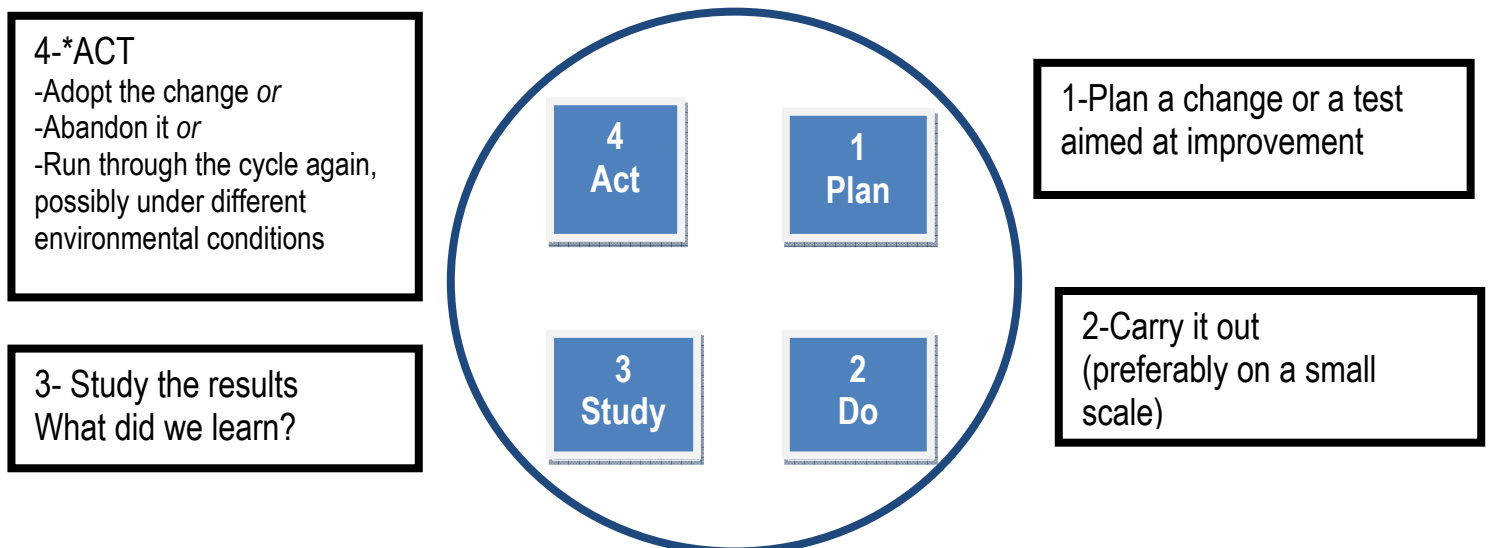 4-*ACT
-Adopt the change or
-Abandon it or
-Run through the cycle again,
possibly under different
environmental conditions
3- Study the results
What did we learn?
4
Act
1
Plan
3
Study
2
Do
1-Plan a change or a test
aimed at improvement
2-Carry it out
(preferably on a small
scale)